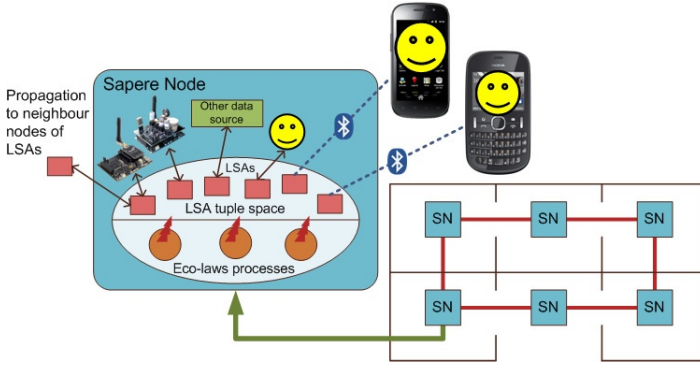 Sapere Node
Propagation
to neighbour
nodes of
LSAs
Other data
source
LSAs
LSA tuple space
Eco-laws processes
SN
SN
SN
SN
SN
SN